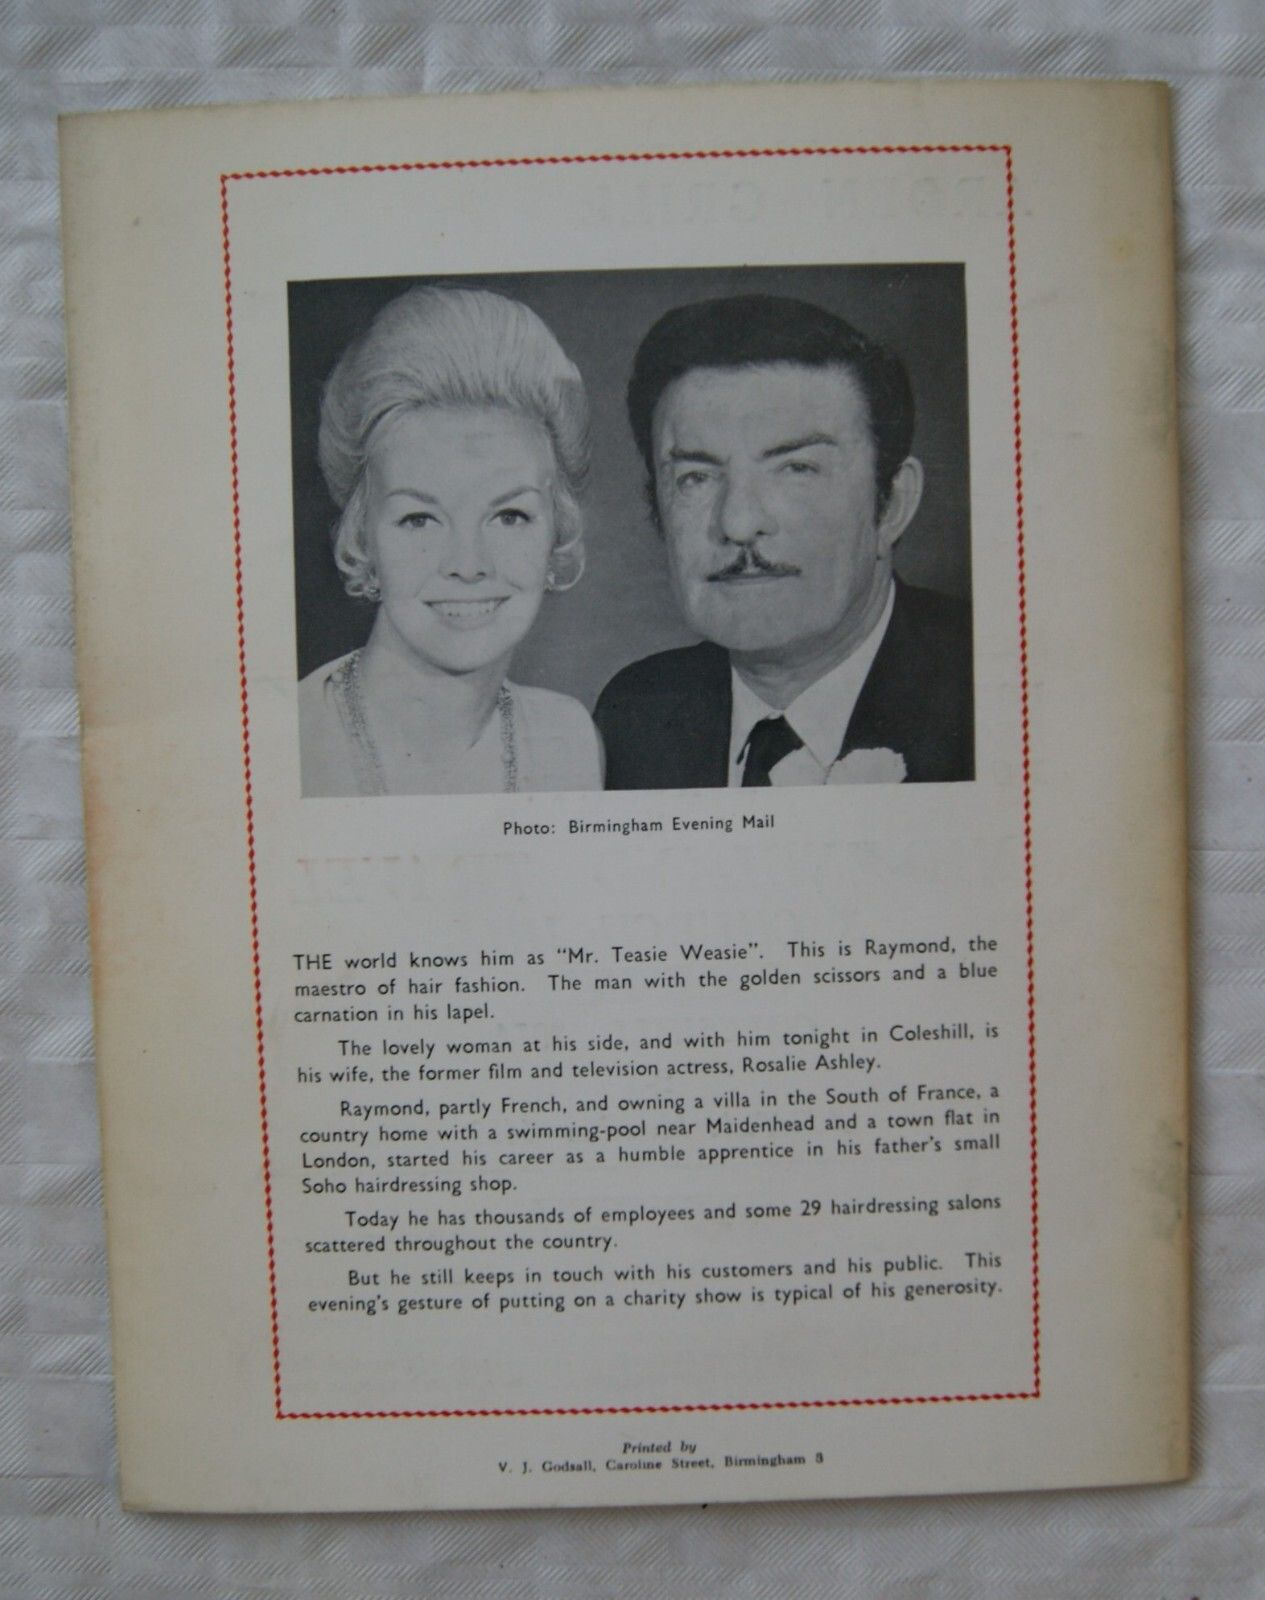 Photo: Birmingham Evening Mail
THE world knows him as "Mr. Teasie Weasie". This is Raymond, the
maestro of hair fashion. The man with the golden scissors and a blue
carnation in his lapel.
The lovely woman at his side, and with him tonight in Coleshill, is
his wife, the former film and television actress, Rosalie Ashley.
Raymond, partly French, and owning a villa in the South of France, a
country home with a swimming-pool near Maidenhead and a town flat in
London, started his career as a humble apprentice in his father's small
Soho hairdressing shop.
Today he has thousands of employees and some 29 hairdressing salons
scattered throughout the country.
But he still keeps in touch with his customers and his public. This
evening's gesture of putting on a charity show is typical of his generosity.
Printed by
V. J. Godsall, Caroline Street, Birmingham 3